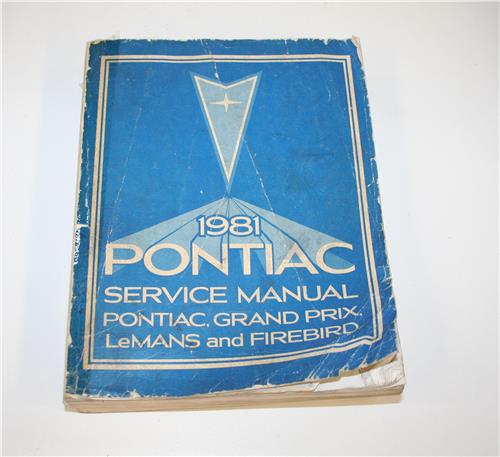 1981
PONTIAC
SERVICE MANUAL
PONTIAC, GRAND PRIX,
LeMANS and FIREBIRD